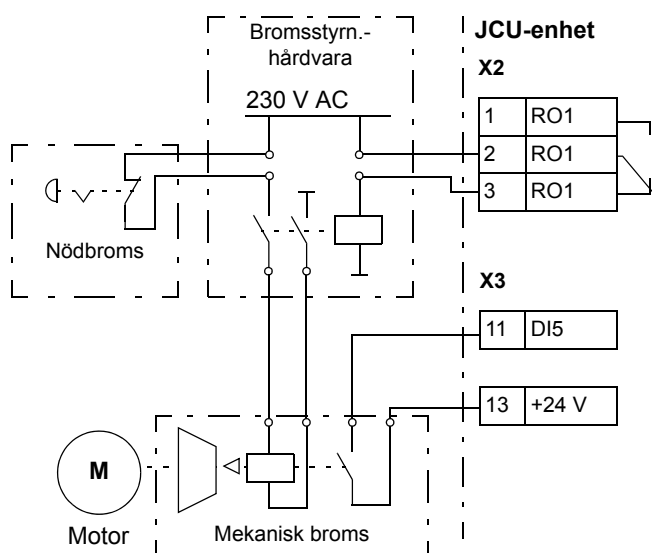 Bromsstyrn.-
hårdvara
230 V AC
JCU-enhet
X2
1 RO1
2 RO1
3 RO1
Nödbroms
X3
11 DI5
13 +24 V
M
Motor
Mekanisk broms